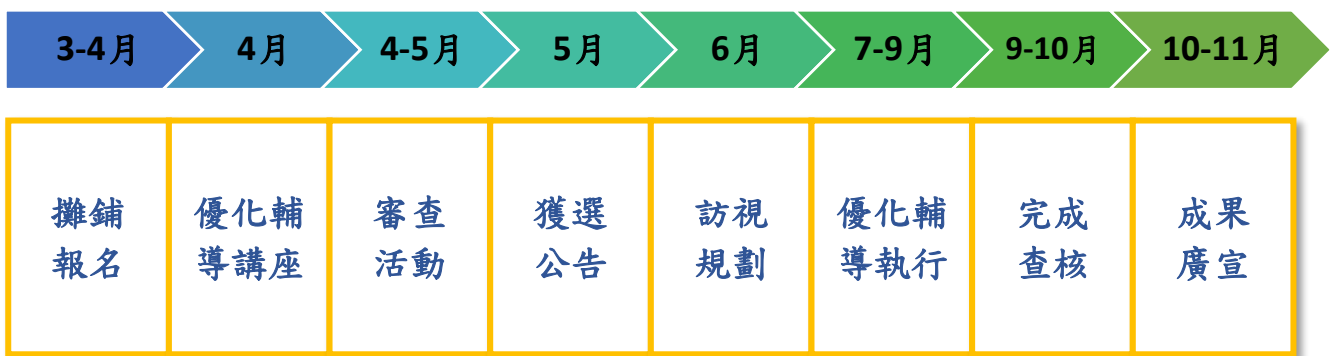 3-4月
4月
4-5月
5月
6月
7-9月
9-10月
10-11月
攤鋪
報名
優化輔
導講座
審查
活動
獲選
公告
訪視
規劃
優化輔
導執行
完成
查核
成果
廣宣